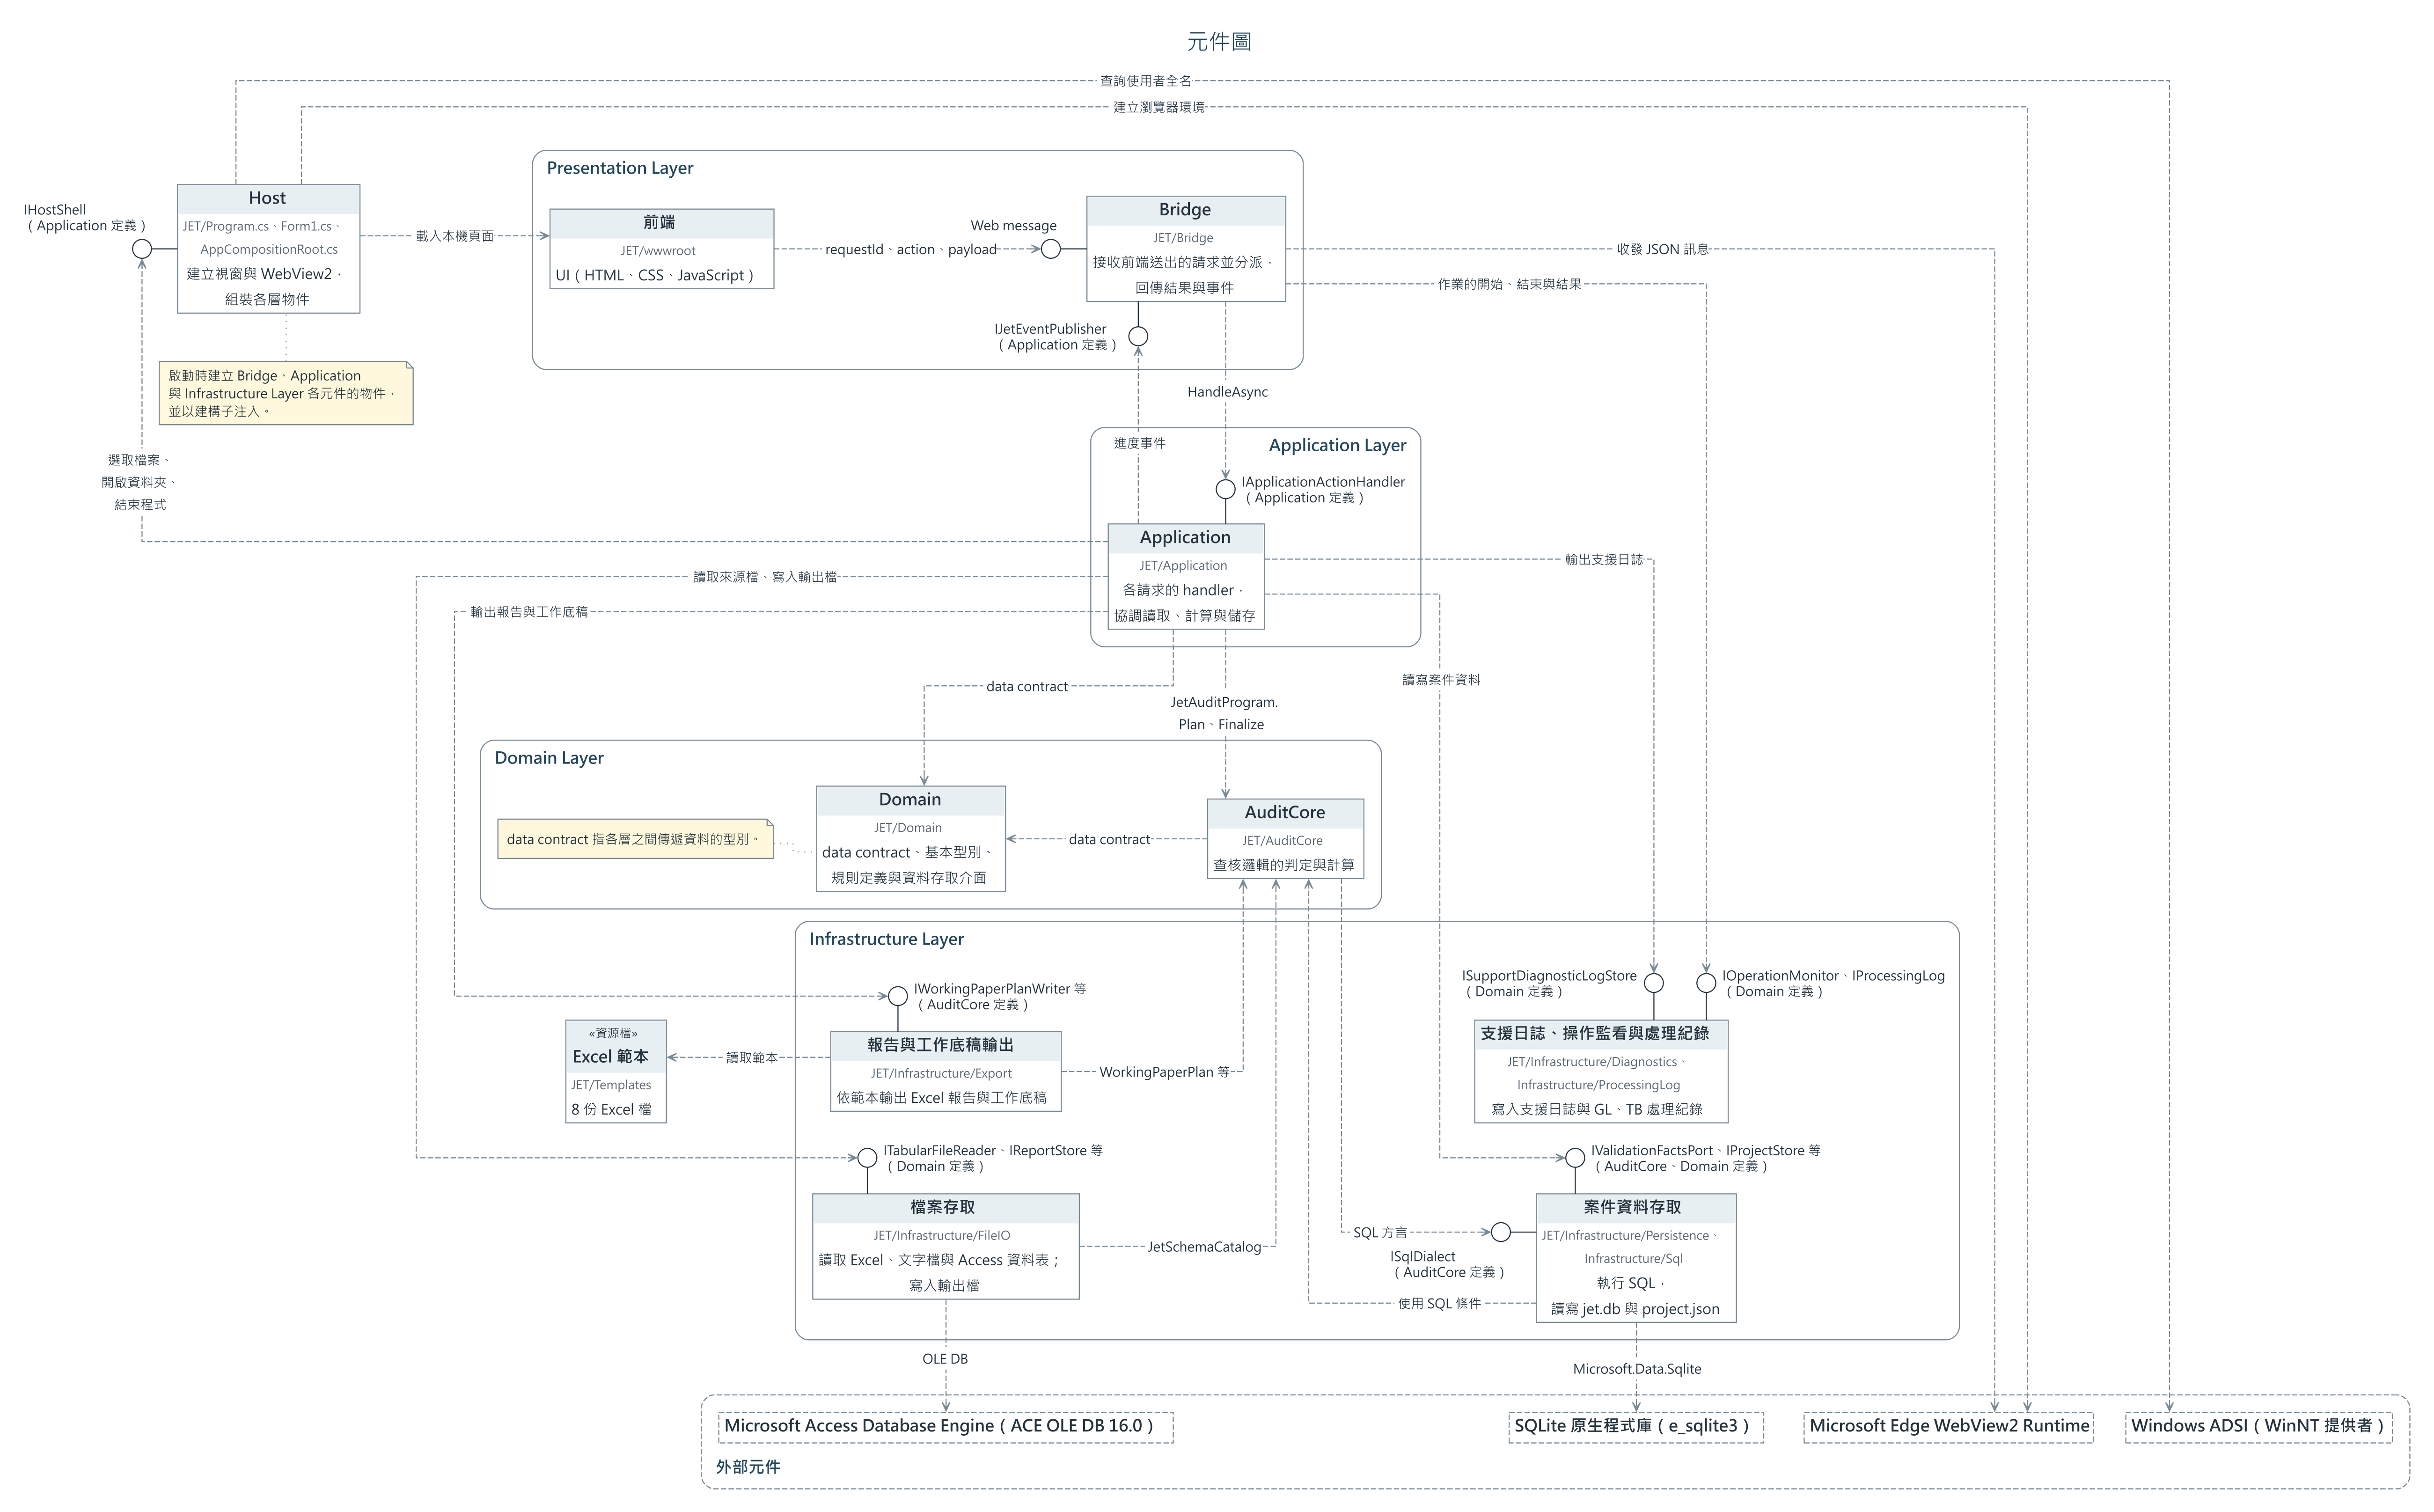 元件圖
查詢使用者全名
建立瀏覽器環境
Presentation Layer
Host
JET/Program.cs、Form1.cs、
AppCompositionRoot.cs
建立視窗與 WebView2，
組裝各層物件
IHostShell
（Application 定義）
載入本機頁面
前端
JET/wwwroot
UI（HTML、CSS、JavaScript）
requestId、action、payload
Web message
Bridge
JET/Bridge
接收前端送出的請求並分派，
回傳結果與事件
收發 JSON 訊息
作業的開始、結束與結果
IJetEventPublisher
（Application 定義）
啟動時建立 Bridge、Application
與 Infrastructure Layer 各元件的物件，
並以建構子注入。
HandleAsync
選取檔案、
開啟資料夾、
結束程式
進度事件
Application Layer
IApplicationActionHandler
（Application 定義）
Application
JET/Application
各請求的 handler，
協調讀取、計算與儲存
輸出支援日誌
讀取來源檔、寫入輸出檔
輸出報告與工作底稿
data contract
JetAuditProgram.
Plan、Finalize
讀寫案件資料
Domain Layer
data contract 指各層之間傳遞資料的型別。
Domain
JET/Domain
data contract、基本型別、
規則定義與資料存取介面
data contract
AuditCore
JET/AuditCore
查核邏輯的判定與計算
Infrastructure Layer
IWorkingPaperPlanWriter 等
（AuditCore 定義）
ISupportDiagnosticLogStore
（Domain 定義）
IOperationMonitor、IProcessingLog
（Domain 定義）
«資源檔»
Excel 範本
JET/Templates
8 份 Excel 檔
讀取範本
報告與工作底稿輸出
JET/Infrastructure/Export
依範本輸出 Excel 報告與工作底稿
WorkingPaperPlan 等
支援日誌、操作監看與處理紀錄
JET/Infrastructure/Diagnostics、
Infrastructure/ProcessingLog
寫入支援日誌與 GL、TB 處理紀錄
ITabularFileReader、IReportStore 等
（Domain 定義）
IValidationFactsPort、IProjectStore 等
（AuditCore、Domain 定義）
檔案存取
JET/Infrastructure/FileIO
讀取 Excel、文字檔與 Access 資料表；
寫入輸出檔
JetSchemaCatalog
SQL 方言
ISqlDialect
（AuditCore 定義）
使用 SQL 條件
案件資料存取
JET/Infrastructure/Persistence、
Infrastructure/Sql
執行 SQL，
讀寫 jet.db 與 project.json
OLE DB
Microsoft.Data.Sqlite
Microsoft Access Database Engine（ACE OLE DB 16.0）
SQLite 原生程式庫（e_sqlite3）
Microsoft Edge WebView2 Runtime
Windows ADSI（WinNT 提供者）
外部元件